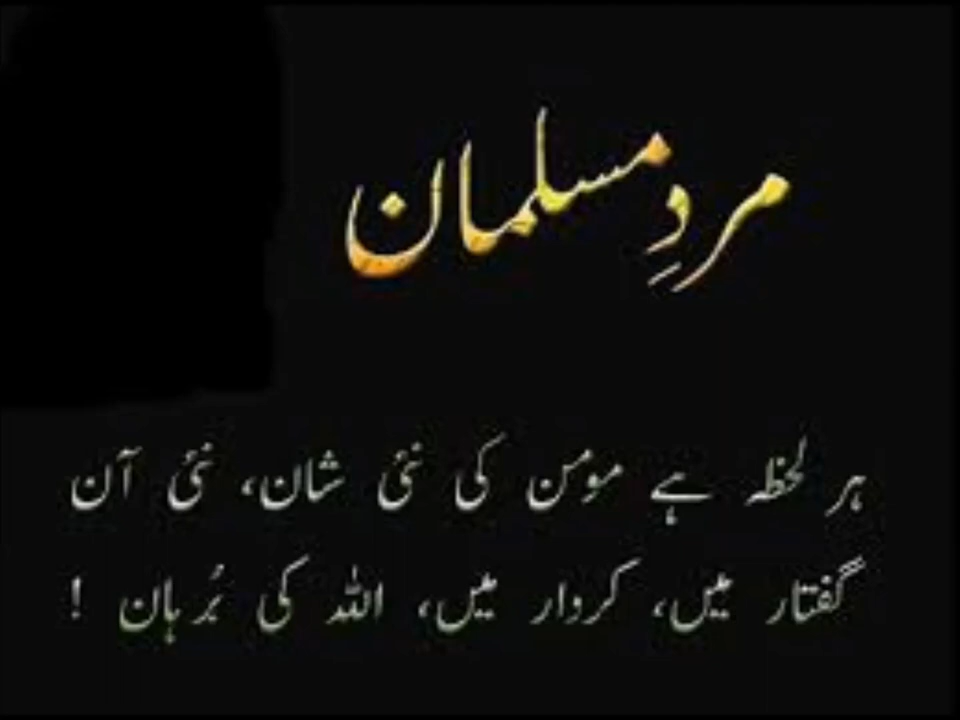 مردِ مسلمان
ہر لحظہ ہے مومن کی نئی شان، نئی آن
گفتار میں، کردار میں، اللہ کی بُرہان !